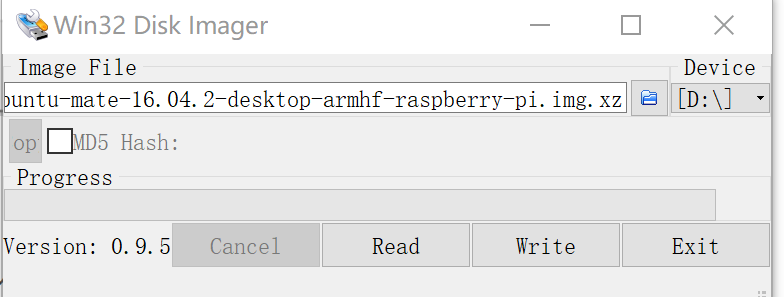 Win32 Disk Imager
Image File
Device
untu-mate-16.04.2-desktop-armhf-raspberry-pi.img.xz
[D:\]
op
MD5 Hash:
Progress
Version: 0.9.5
Cancel
Read
Write
Exit